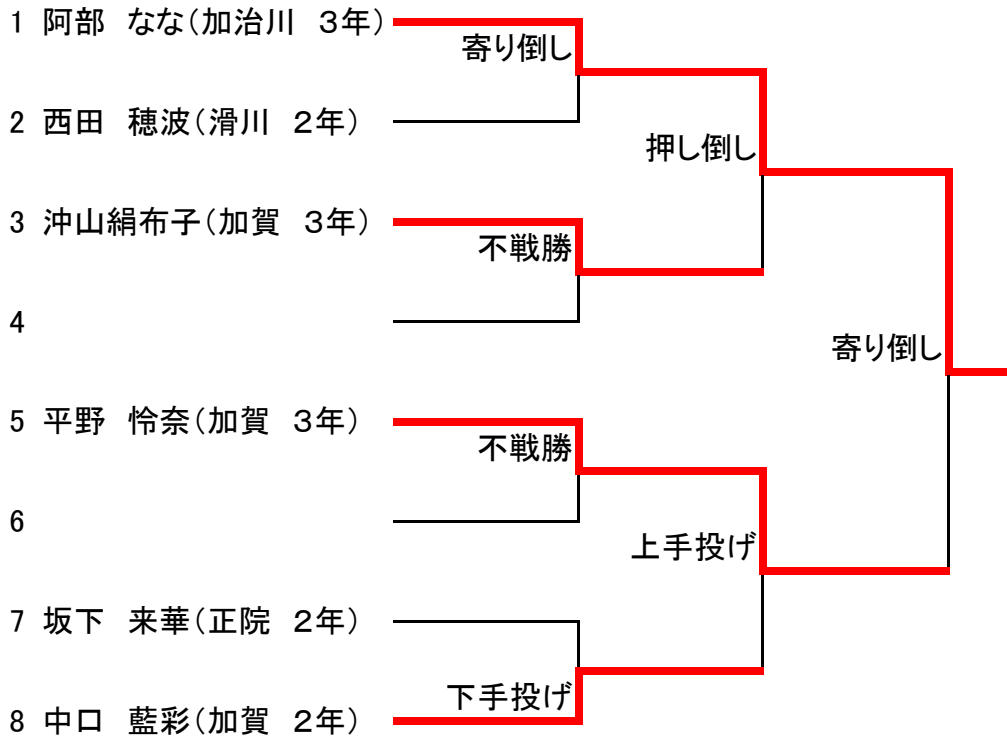 1 阿部　なな（加治川　３年）
寄り倒し
2 西田　穂波（滑川　２年）
押し倒し
3 沖山絹布子（加賀　３年）
不戦勝
4
寄り倒し
5 平野　怜奈（加賀　３年）
不戦勝
6
上手投げ
7 坂下　来華（正院　２年）
下手投げ
8 中口　藍彩（加賀　２年）